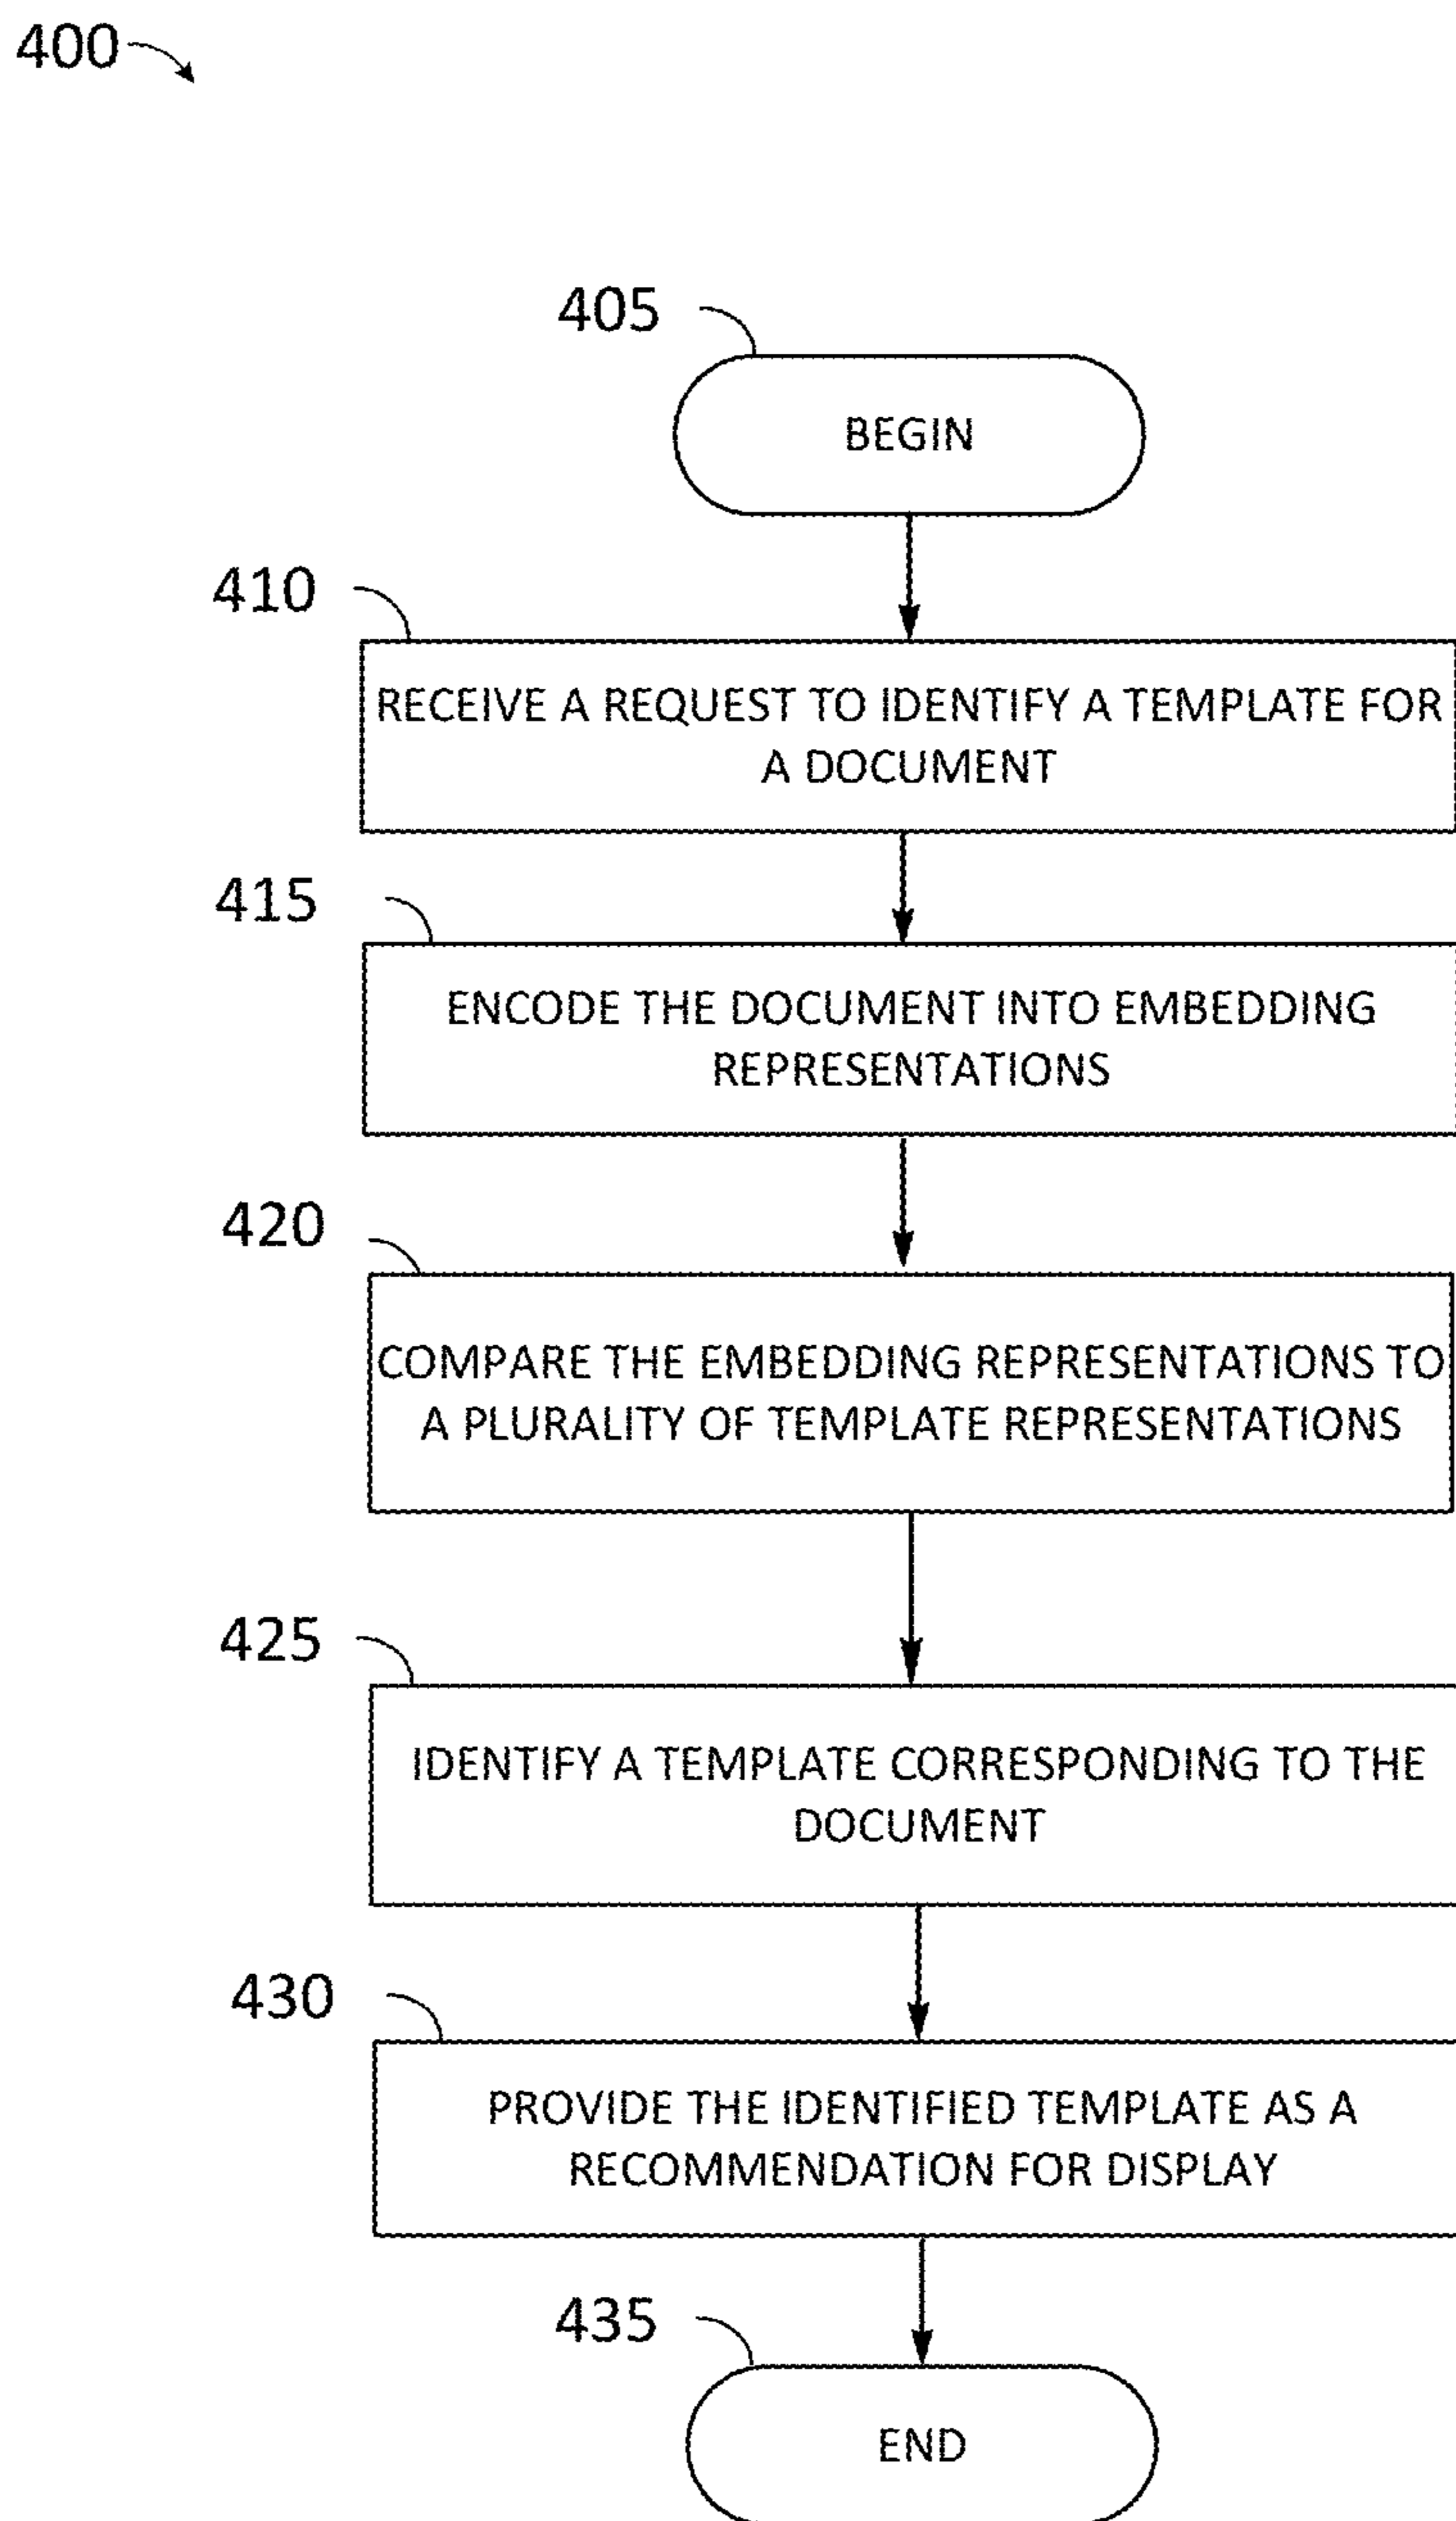 400
405
BEGIN
410
RECEIVE A REQUEST TO IDENTIFY A TEMPLATE FOR
A DOCUMENT
415
ENCODE THE DOCUMENT INTO EMBEDDING
REPRESENTATIONS
420
COMPARE THE EMBEDDING REPRESENTATIONS TO
A PLURALITY OF TEMPLATE REPRESENTATIONS
425
IDENTIFY A TEMPLATE CORRESPONDING TO THE
DOCUMENT
430
PROVIDE THE IDENTIFIED TEMPLATE AS A
RECOMMENDATION FOR DISPLAY
435
END